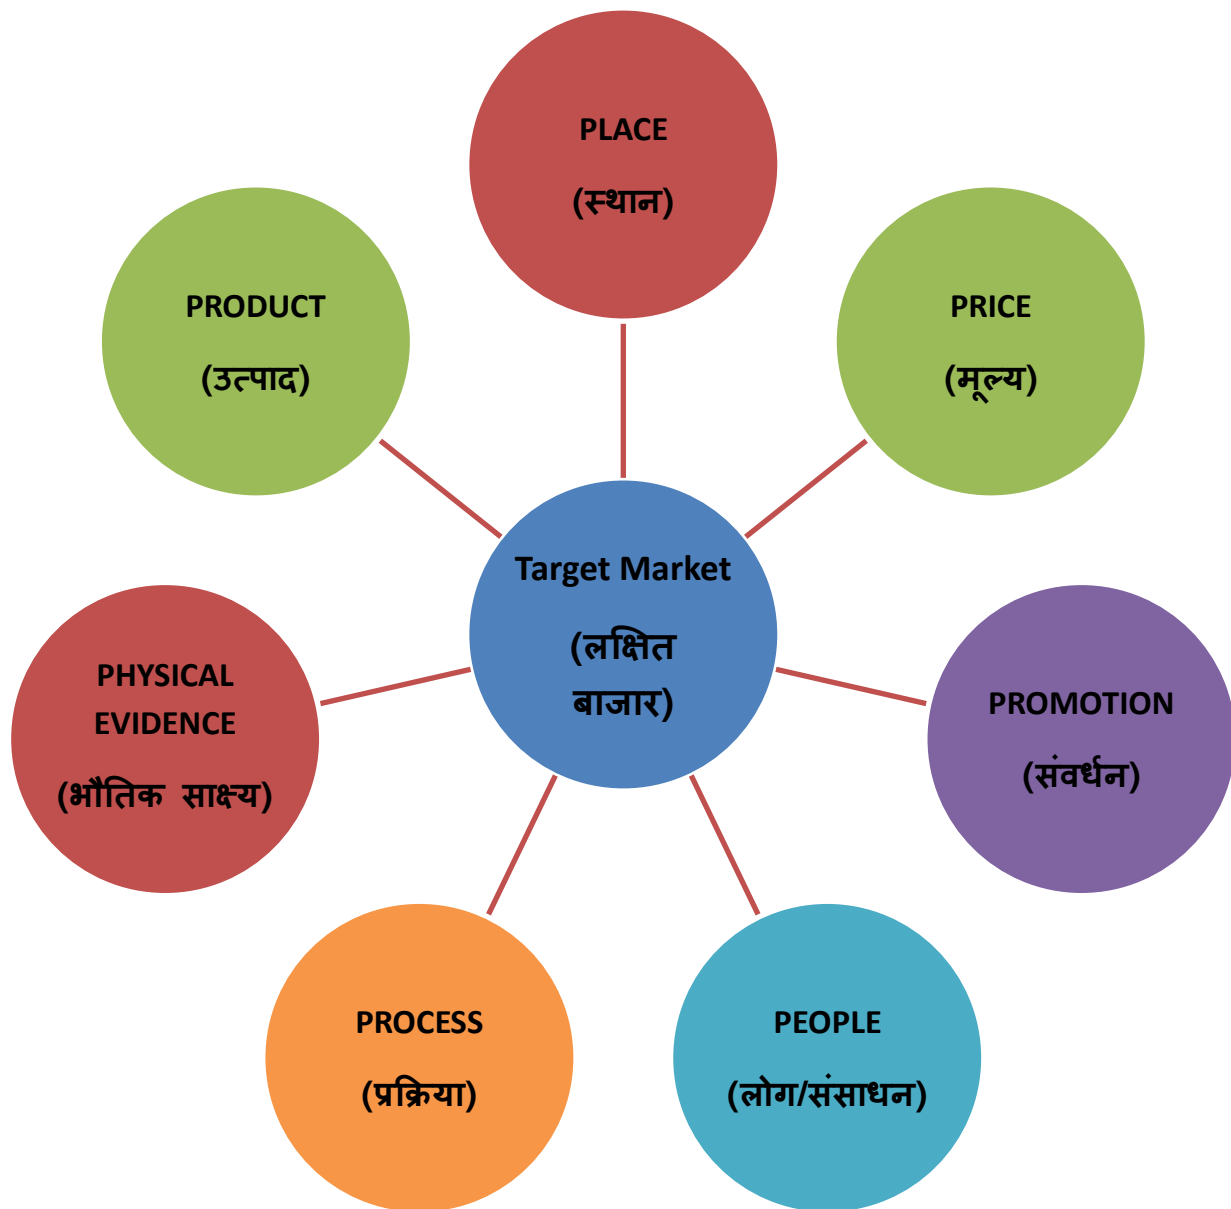 PLACE
(स्थान)
PRODUCT
(उत्पाद)
PRICE
(मूल्य)
Target Market
(लक्षित
बाजार)
PHYSICAL
EVIDENCE
(भौतिक साक्ष्य)
PROMOTION
(संवर्धन)
PROCESS
(प्रक्रिया)
PEOPLE
(लोग/संसाधन)